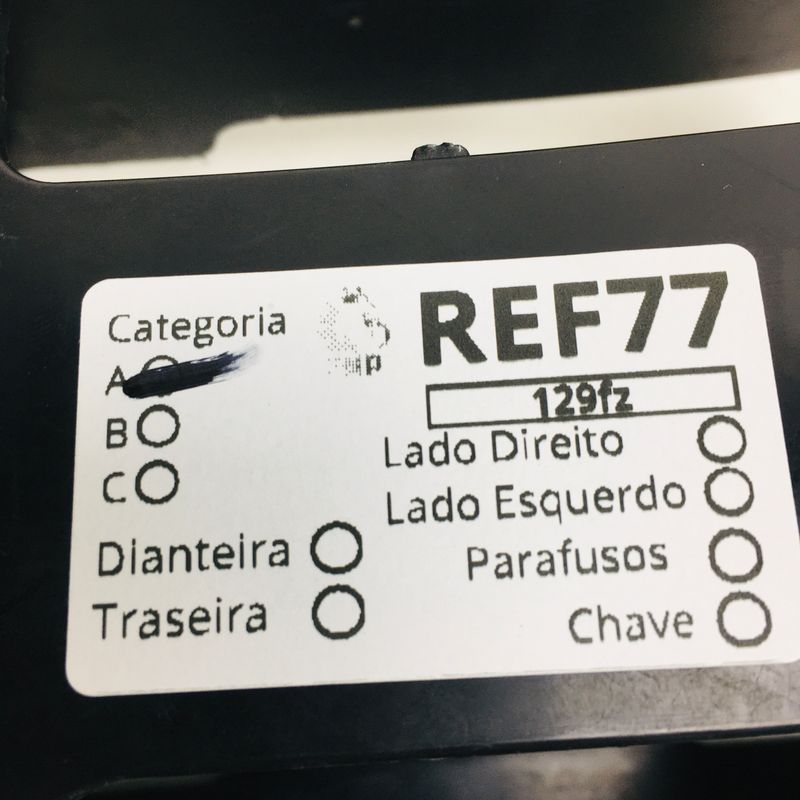 Categoria
A
B
C
Dianteira
Traseira
REF77
129fz
Lado Direito
Lado Esquerdo
Parafusos
Chave